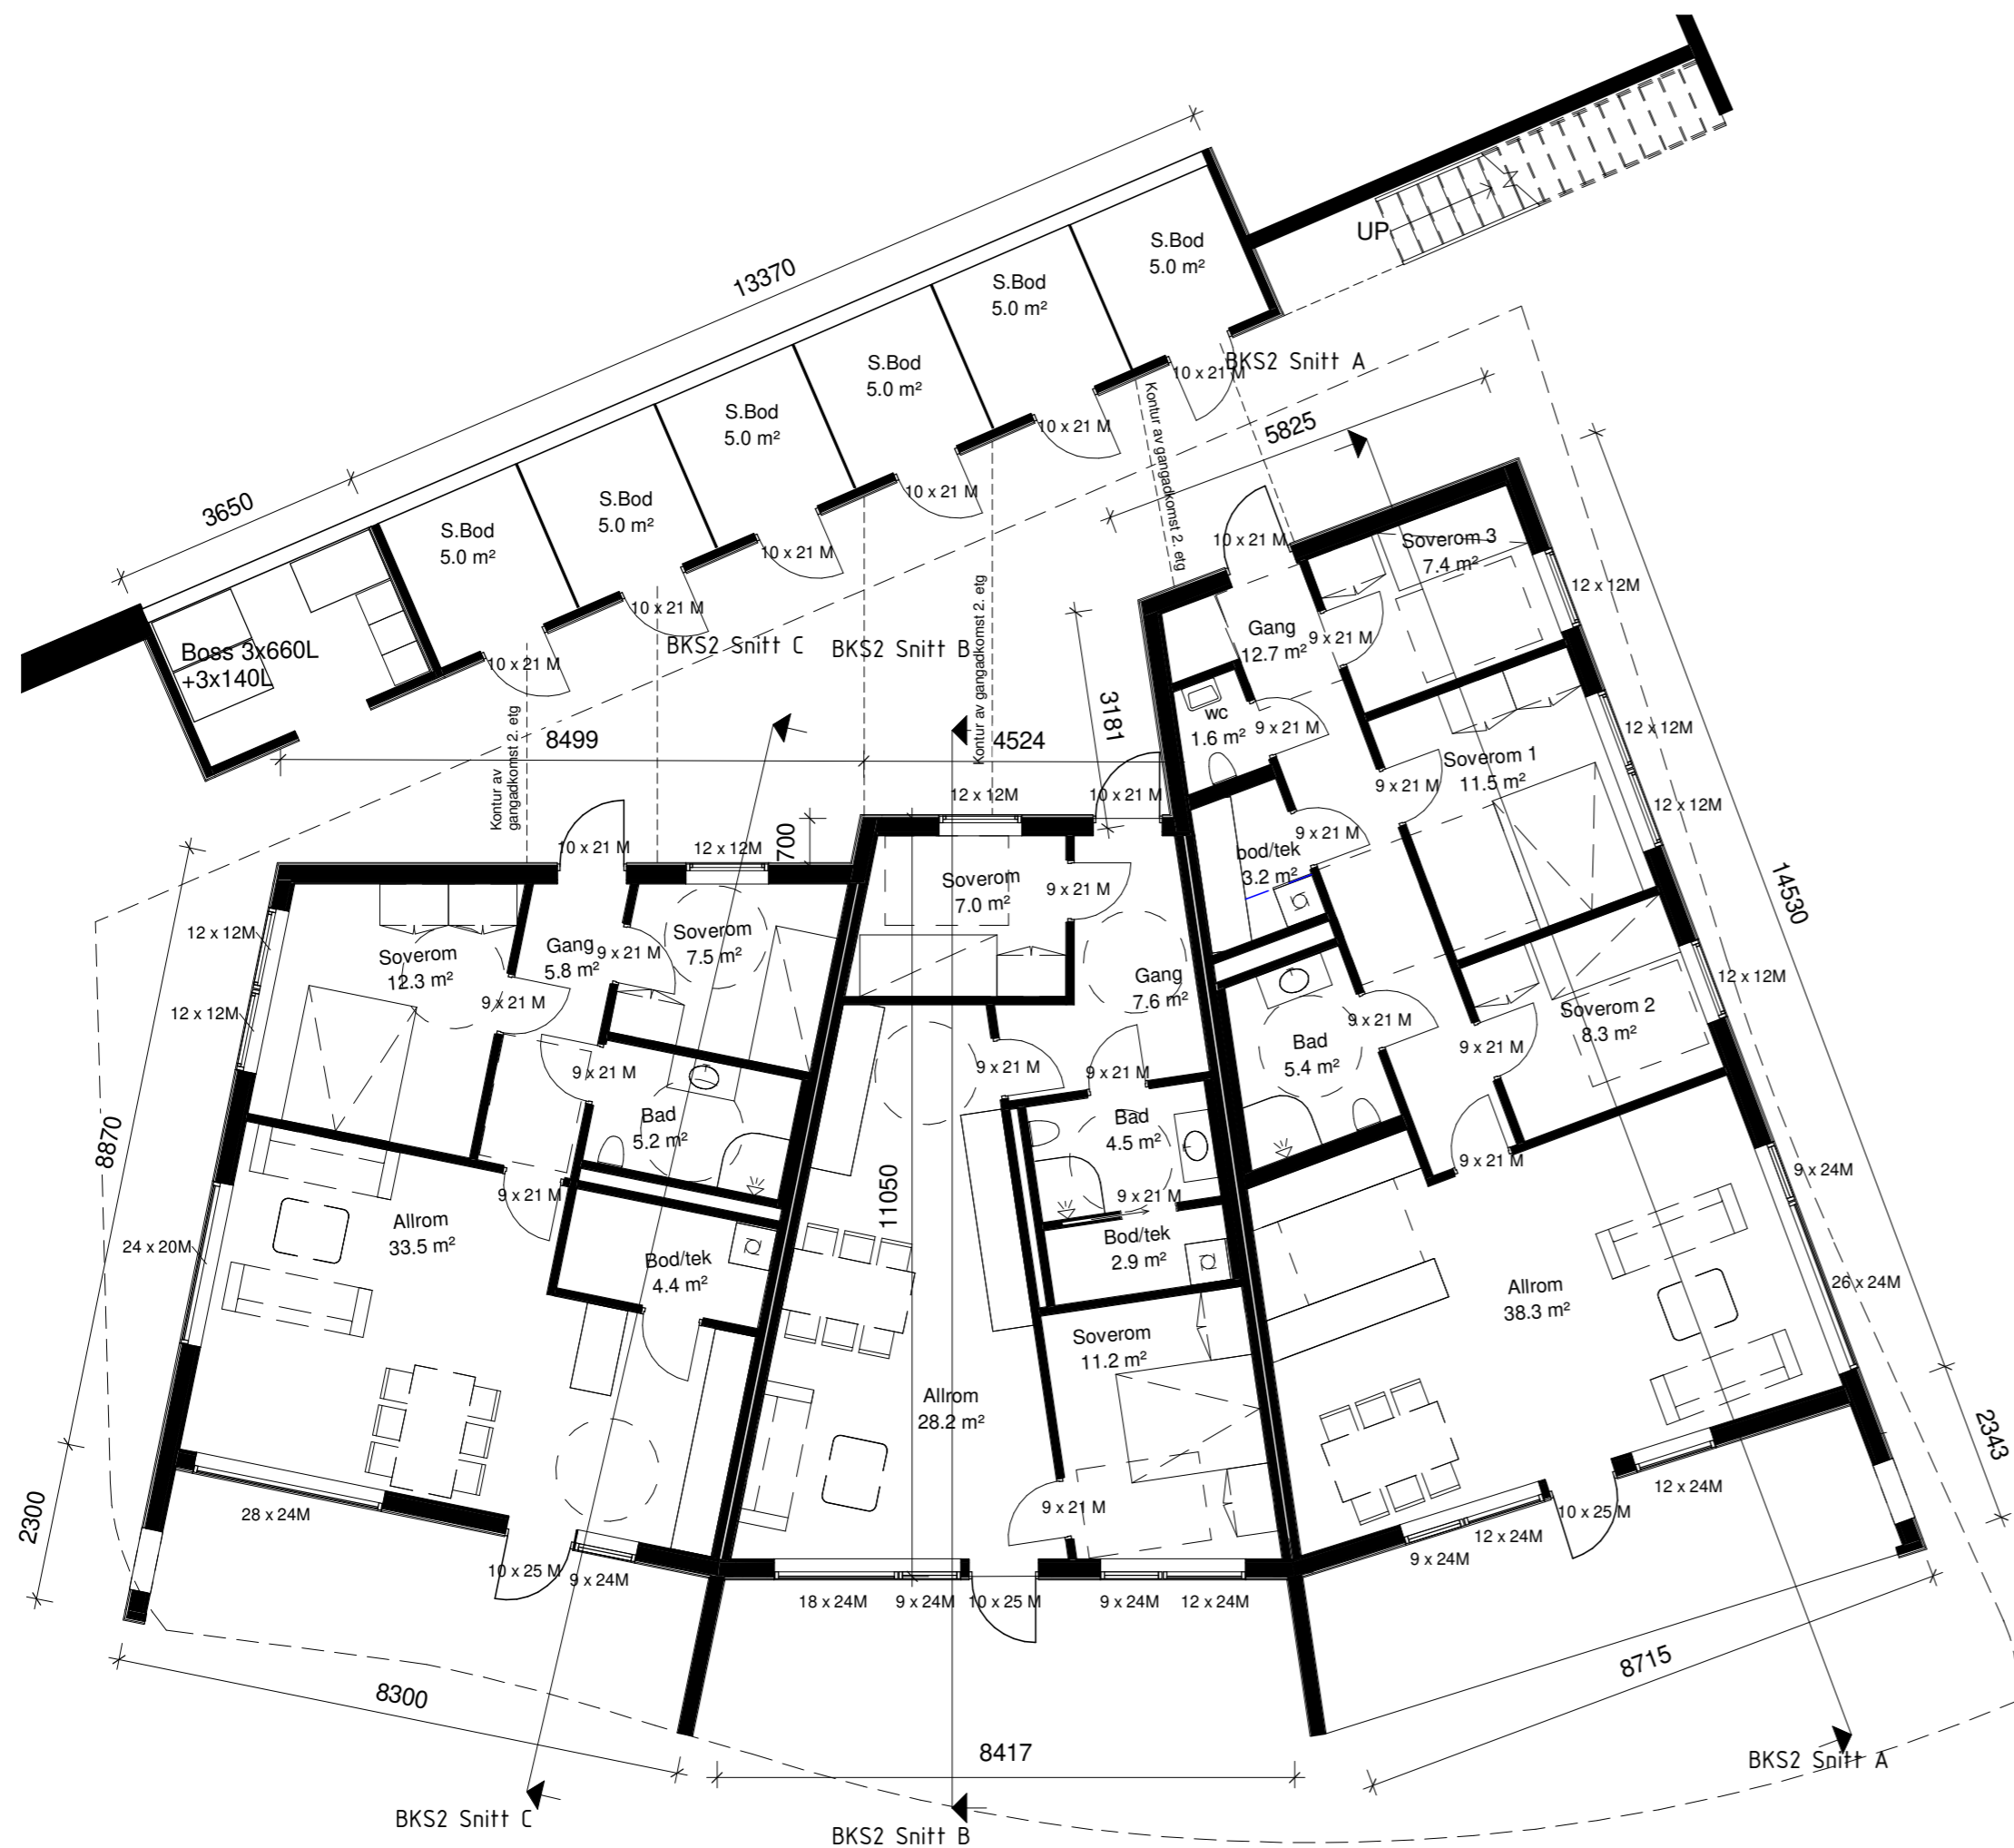 13370
3650
S.Bod
5.0 m²
S.Bod
5.0 m²
S.Bod
5.0 m²
S.Bod
5.0 m²
S.Bod
5.0 m²
S.Bod
5.0 m²
UP
10 x 21 M
10 x 21 M
10 x 21 M
10 x 21 M
10 x 21 M
10 x 21 M
Boss 3x660L
+3x140L
BKS2 Snitt A
BKS2 Snitt C
BKS2 Snitt B
Kontur av gangadkomst 2. etg
Kontur av gangadkomst 2. etg
Kontur av
gangadkomst 2. etg
5825
8499
4524
3181
700
14530
2343
8870
2300
11050
8300
8417
8715
10 x 21 M
12 x 12M
12 x 12M
12 x 12M
Soverom
12.3 m²
Gang
5.8 m²
Soverom
7.5 m²
9 x 21 M
9 x 21 M
9 x 21 M
9 x 21 M
Bad
5.2 m²
Allrom
33.5 m²
Bod/tek
4.4 m²
24 x 20M
28 x 24M
10 x 25 M
9 x 24M
12 x 12M
10 x 21 M
Soverom
7.0 m²
9 x 21 M
Gang
7.6 m²
9 x 21 M
9 x 21 M
Bad
4.5 m²
9 x 21 M
Bod/tek
2.9 m²
Soverom
11.2 m²
Allrom
28.2 m²
9 x 21 M
18 x 24M
9 x 24M
10 x 25 M
9 x 24M
12 x 24M
10 x 21 M
Soverom 3
7.4 m²
12 x 12M
Gang
12.7 m²
9 x 21 M
wc
1.6 m²
9 x 21 M
Soverom 1
11.5 m²
12 x 12M
12 x 12M
9 x 21 M
9 x 21 M
bod/tek
3.2 m²
12 x 12M
Soverom 2
8.3 m²
Bad
5.4 m²
9 x 21 M
9 x 21 M
9 x 21 M
9 x 24M
26 x 24M
Allrom
38.3 m²
12 x 24M
10 x 25 M
12 x 24M
9 x 24M
BKS2 Snitt A
BKS2 Snitt C
BKS2 Snitt B